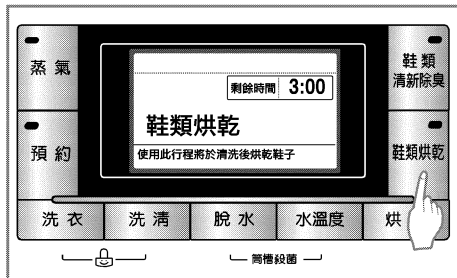 蒸氣
剩餘時間 3:00
鞋類
清新除臭
鞋類烘乾
預約
使用此行程將於清洗後烘乾鞋子
鞋類烘乾
洗衣 洗清 脫水 水溫度 烘
筒槽殺菌